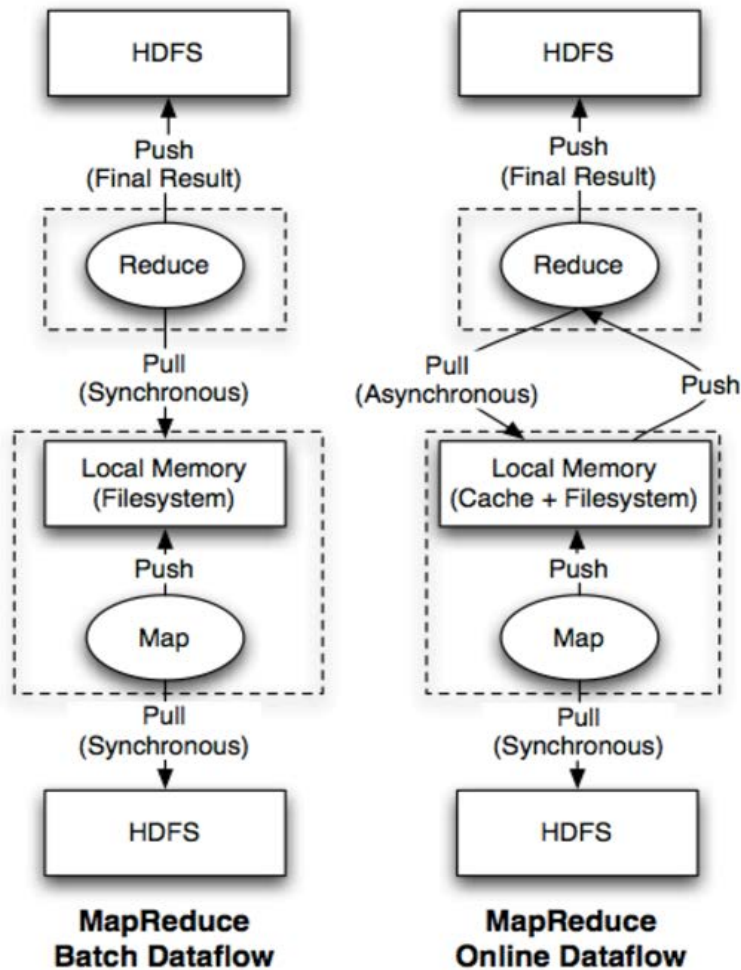 HDFS
Push
(Final Result)
Reduce
Pull
(Synchronous)
Local Memory
(Filesystem)
Push
Map
Pull
(Synchronous)
HDFS
MapReduce
Batch Dataflow
HDFS
Push
(Final Result)
Reduce
Pull
(Asynchronous)
Push
Local Memory
(Cache + Filesystem)
Push
Map
Pull
(Synchronous)
HDFS
MapReduce
Online Dataflow